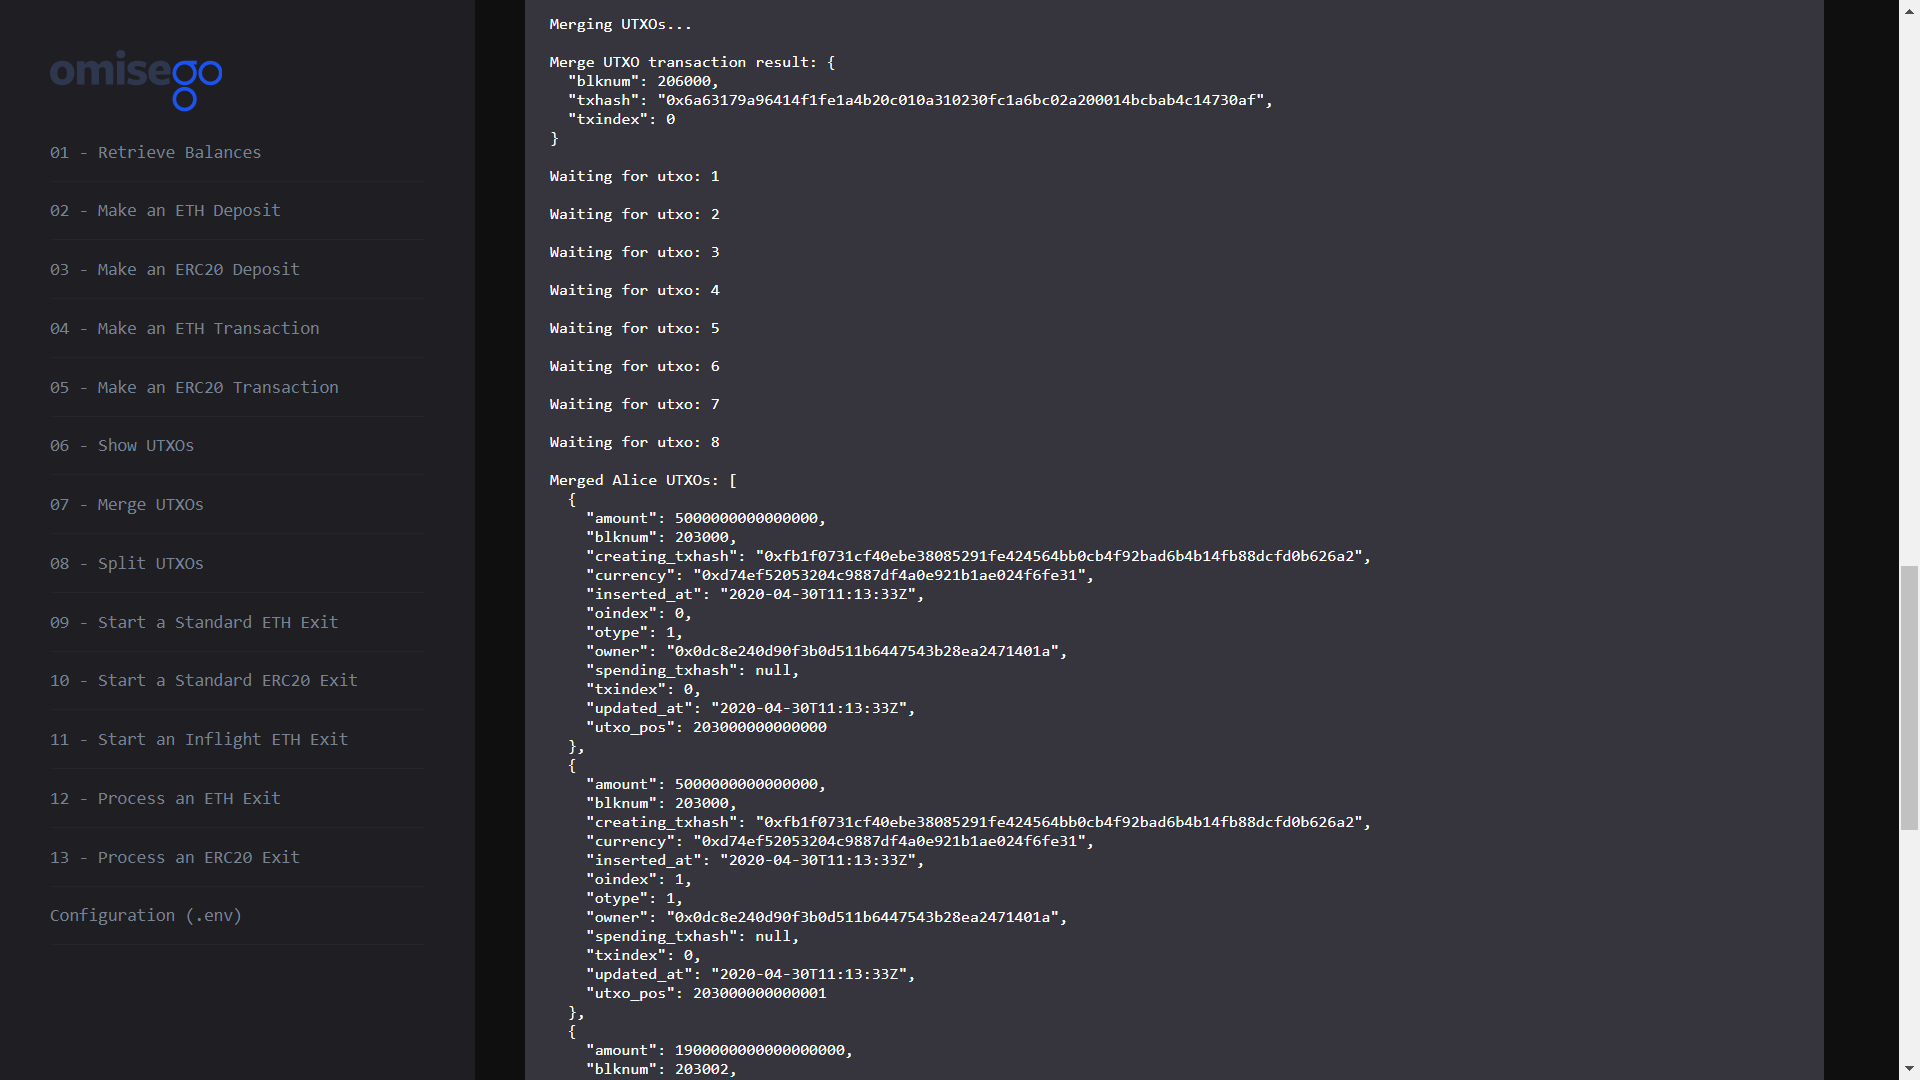 omisego
01 - Retrieve Balances
02 - Make an ETH Deposit
03 - Make an ERC20 Deposit
04 - Make an ETH Transaction
05 - Make an ERC20 Transaction
06 - Show UTXOs
07 - Merge UTXOs
08 - Split UTXOs
09 - Start a Standard ETH Exit
10 - Start a Standard ERC20 Exit
11 - Start an Inflight ETH Exit
12 - Process an ETH Exit
13 - Process an ERC20 Exit
Configuration (.env)
Merging UTXOs...
Merge UTXO transaction result: {
"blknum": 206000,
"txhash": "0x6a63179a96414f1fe1a4b20c010a310230fc1a6bc02a200014bcbab4c14730af",
"txindex": 0
}
Waiting for utxo: 1
Waiting for utxo: 2
Waiting for utxo: 3
Waiting for utxo: 4
Waiting for utxo: 5
Waiting for utxo: 6
Waiting for utxo: 7
Waiting for utxo: 8
Merged Alice UTXOs: [
{
"amount": 5000000000000000,
"blknum": 203000,
"creating_txhash": "0xfb1f0731cf40ebe38085291fe424564bb0cb4f92bad6b4b14fb88dcfd0b626a2",
"currency": "0xd74ef52053204c9887df4a0e921b1ae024f6fe31",
"inserted_at": "2020-04-30T11:13:33Z",
"oindex": 0,
"otype": 1,
"owner": "0x0dc8e240d90f3b0d511b6447543b28ea2471401a",
"spending_txhash": null,
"txindex": 0,
"updated_at": "2020-04-30T11:13:33Z",
"utxo_pos": 203000000000000
},
{
"amount": 5000000000000000,
"blknum": 203000,
"creating_txhash": "0xfb1f0731cf40ebe38085291fe424564bb0cb4f92bad6b4b14fb88dcfd0b626a2",
"currency": "0xd74ef52053204c9887df4a0e921b1ae024f6fe31",
"inserted_at": "2020-04-30T11:13:33Z",
"oindex": 1,
"otype": 1,
"owner": "0x0dc8e240d90f3b0d511b6447543b28ea2471401a",
"spending_txhash": null,
"txindex": 0,
"updated_at": "2020-04-30T11:13:33Z",
"utxo_pos": 203000000000001
},
{
"amount": 1900000000000000000,
"blknum": 203002,